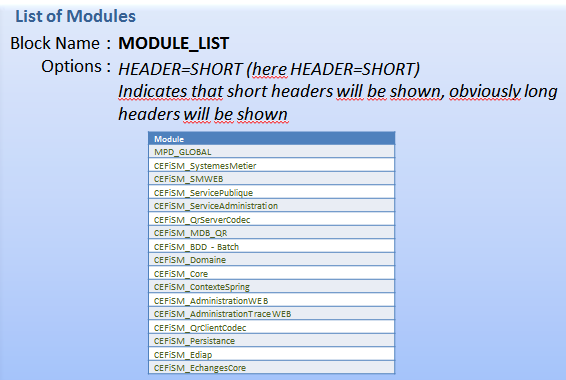 List of Modules
Block Name : MODULE_LIST
Options : HEADER=SHORT (here HEADER=SHORT)
Indicates that short headers will be shown, obviously long
headers will be shown
Module
MPD_GLOBAL
CEFiSM_SystemesMetier
CEFiSM_SMWEB
CEFiSM_ServicePublique
CEFiSM_ServiceAdministration
CEFiSM_QrServerCodec
CEFiSM_MDB_QR
CEFiSM_BDD - Batch
CEFiSM_Domaine
CEFiSM_Core
CEFiSM_ContexteSpring
CEFiSM_AdministrationWEB
CEFiSM_AdministrationTraceWEB
CEFiSM_QrClientCodec
CEFiSM_Persistance
CEFiSM_Ediap
CEFiSM_EchangesCore